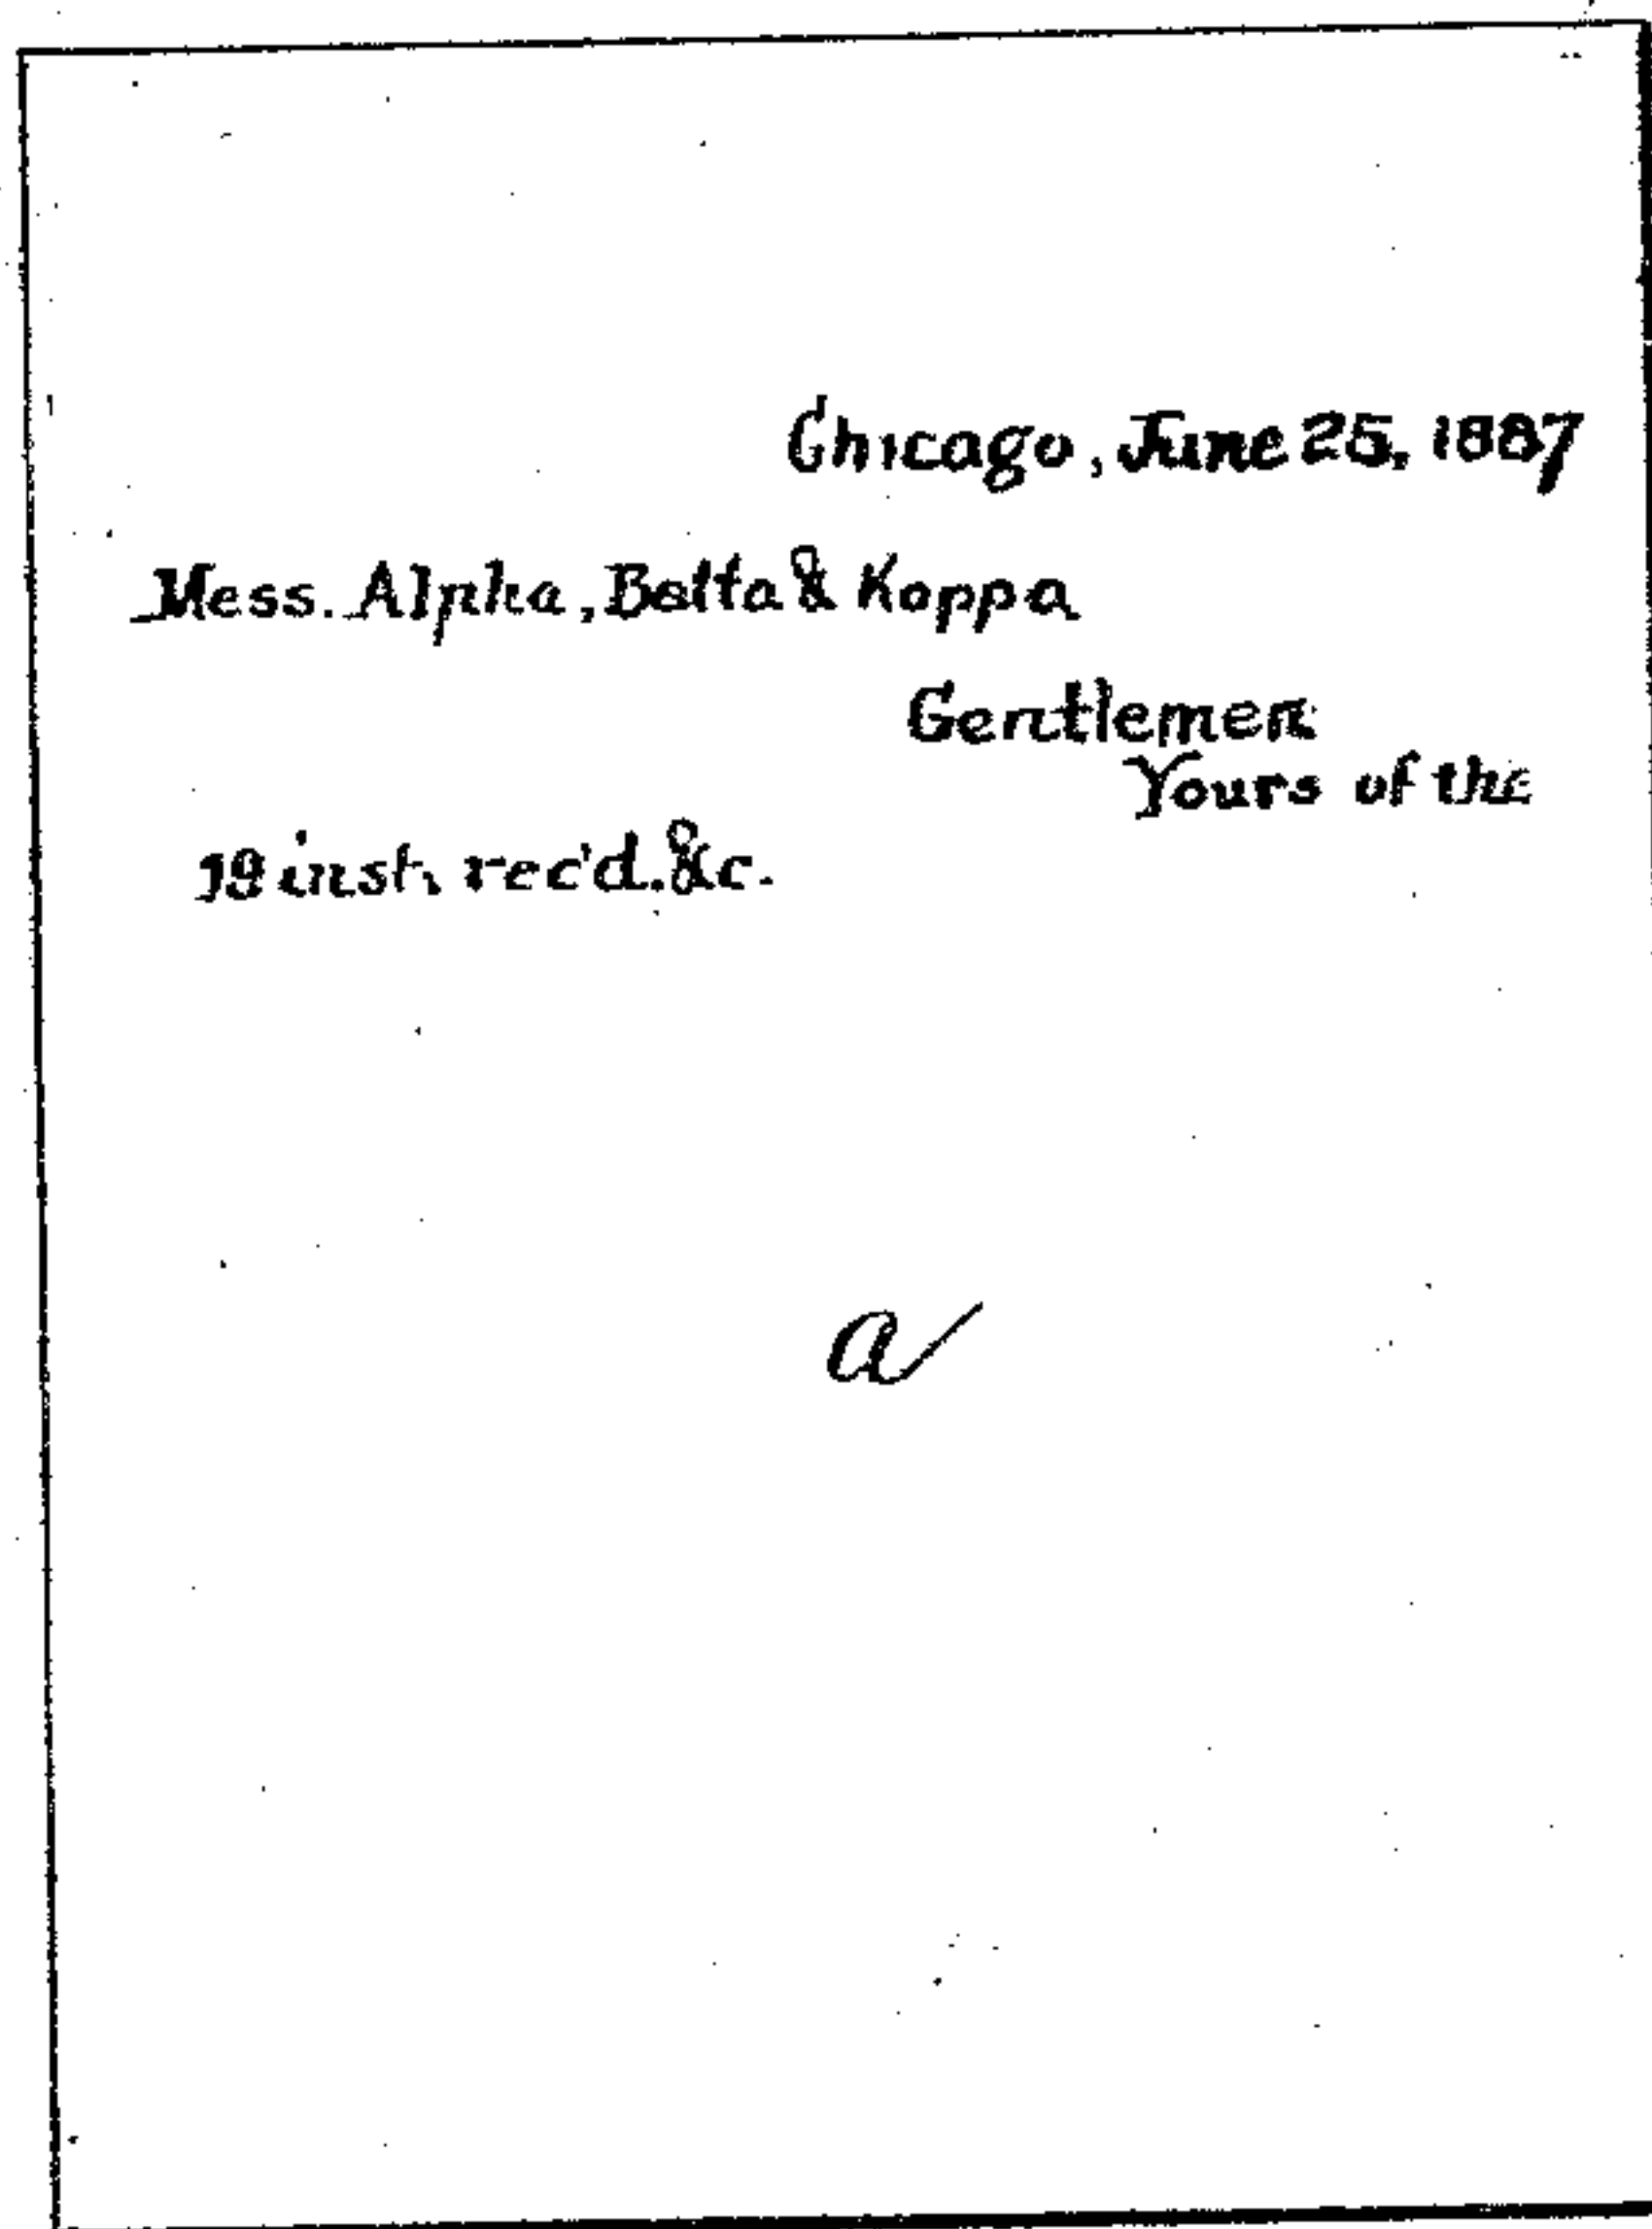 Chicago, June 25, 1887
Mess. Alpha, Belta & Koppa
Gentlemen
Yours of the
19 inst, rec'd. &c.
a